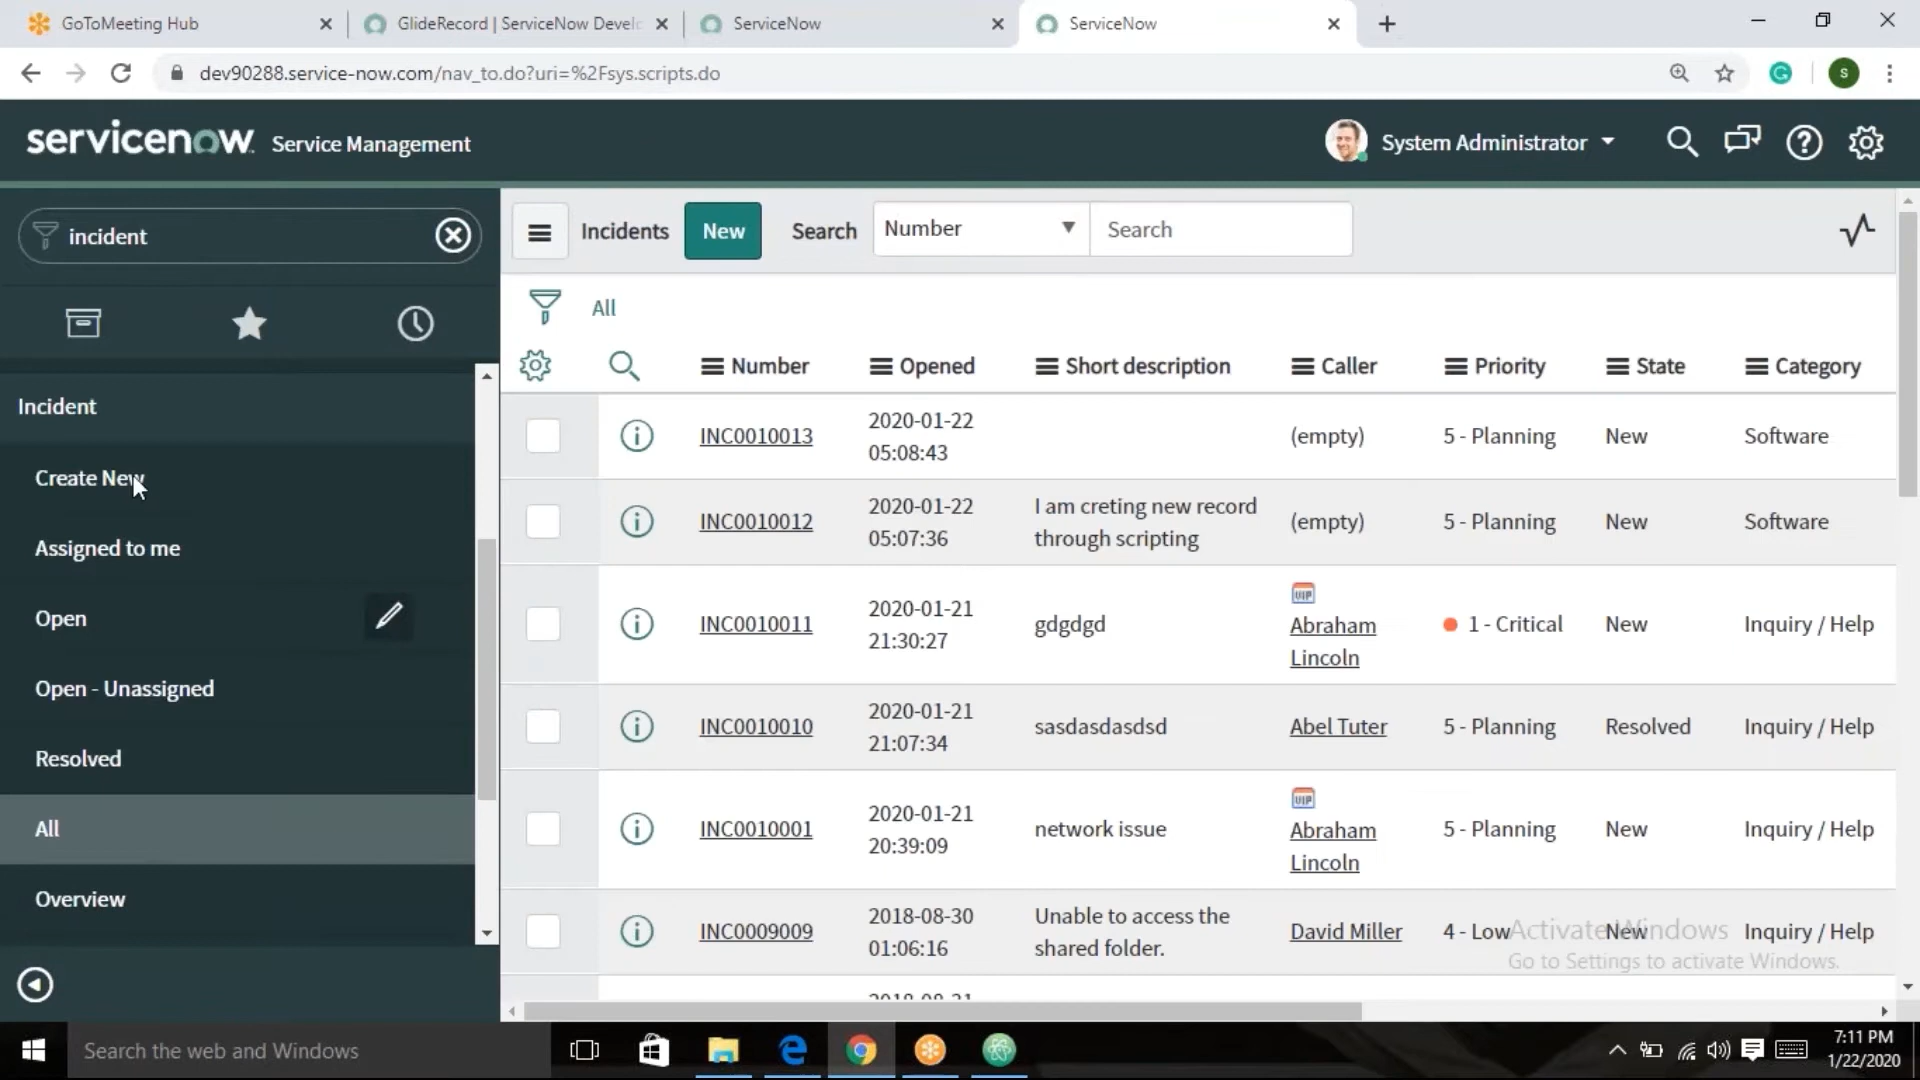 GoToMeeting Hub
GlideRecord | ServiceNow Devel
ServiceNow
ServiceNow
dev90288.service-now.com/nav_to.do?uri=%2Fsys.scripts.do
S
servicenow Service Management
System Administrator
incident
Incidents
New
Search
Number
Search
All
Number
Opened
Short description
Caller
Priority
State
Category
Incident
Create New
Assigned to me
Open
Open - Unassigned
Resolved
All
Overview
INC0010013
2020-01-22
05:08:43
(empty)
5 - Planning
New
Software
INC0010012
2020-01-22
05:07:36
I am creting new record
through scripting
(empty)
5 - Planning
New
Software
INC0010011
2020-01-21
21:30:27
gdgdgd
VIP
Abraham
Lincoln
1 - Critical
New
Inquiry / Help
INC0010010
2020-01-21
21:07:34
sasdasdasdsd
Abel Tuter
5 - Planning
Resolved
Inquiry / Help
INC0010001
2020-01-21
20:39:09
network issue
VIP
Abraham
Lincoln
5 - Planning
New
Inquiry / Help
INC0009009
2018-08-30
01:06:16
Unable to access the
shared folder.
David Miller
4 - Low
New
Inquiry / Help
2018-08-31
Activate Windows
Go to Settings to activate Windows.
Search the web and Windows
7:11 PM
1/22/2020